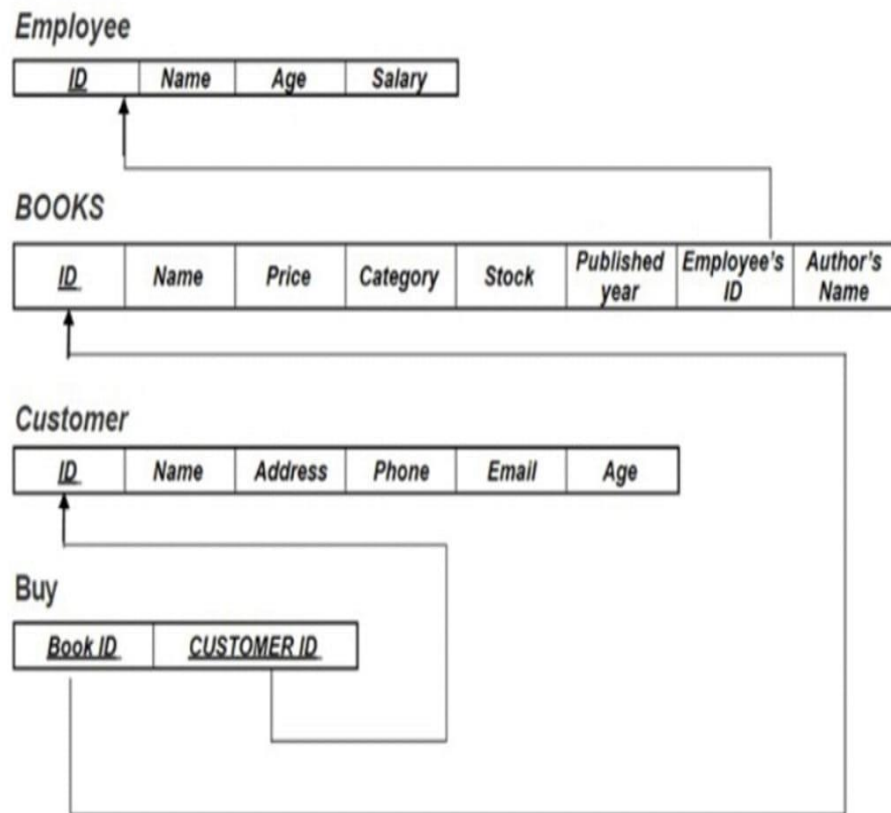 Employee
ID Name Age Salary
BOOKS
ID Name Price Category Stock Published year Employee's ID Author's Name
Customer
ID Name Address Phone Email Age
Buy
Book ID CUSTOMER ID